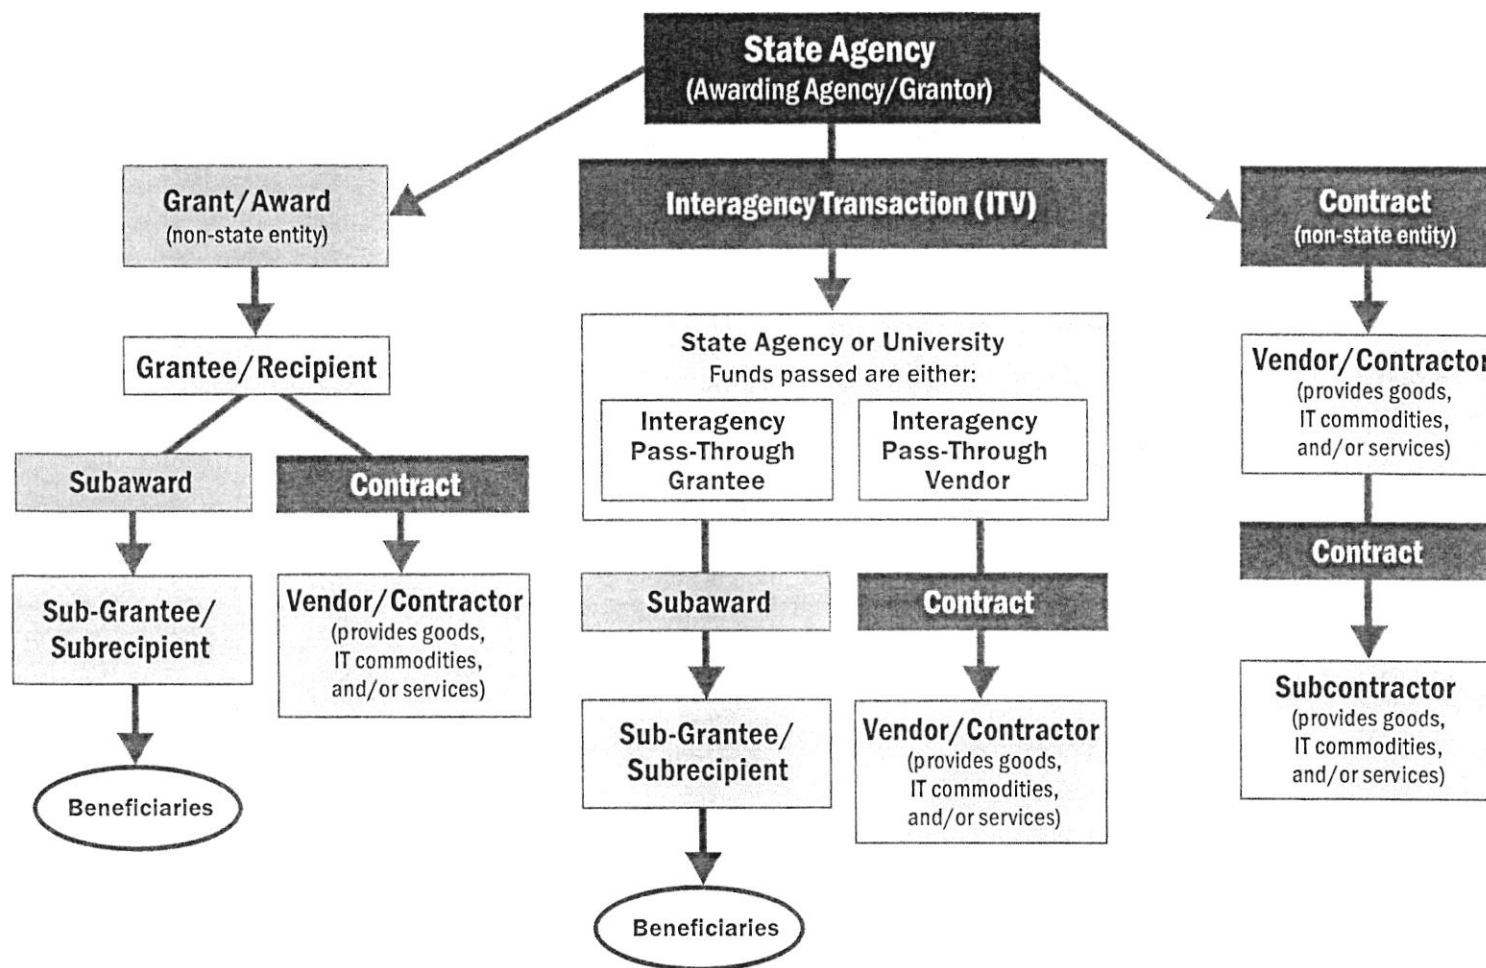 State Agency
(Awarding Agency/Grantor)
Grant/Award
(non-state entity)
Grantee/Recipient
Subaward
Sub-Grantee/
Subrecipient
Beneficiaries
Contract
Vendor/Contractor
(provides goods,
IT commodities,
and/or services)
Interagency Transaction (ITV)
State Agency or University
Funds passed are either:
Interagency
Pass-Through
Grantee
Interagency
Pass-Through
Vendor
Subaward
Sub-Grantee/
Subrecipient
Beneficiaries
Contract
Vendor/Contractor
(provides goods,
IT commodities,
and/or services)
Contract
(non-state entity)
Vendor/Contractor
(provides goods,
IT commodities,
and/or services)
Contract
Subcontractor
(provides goods,
IT commodities,
and/or services)